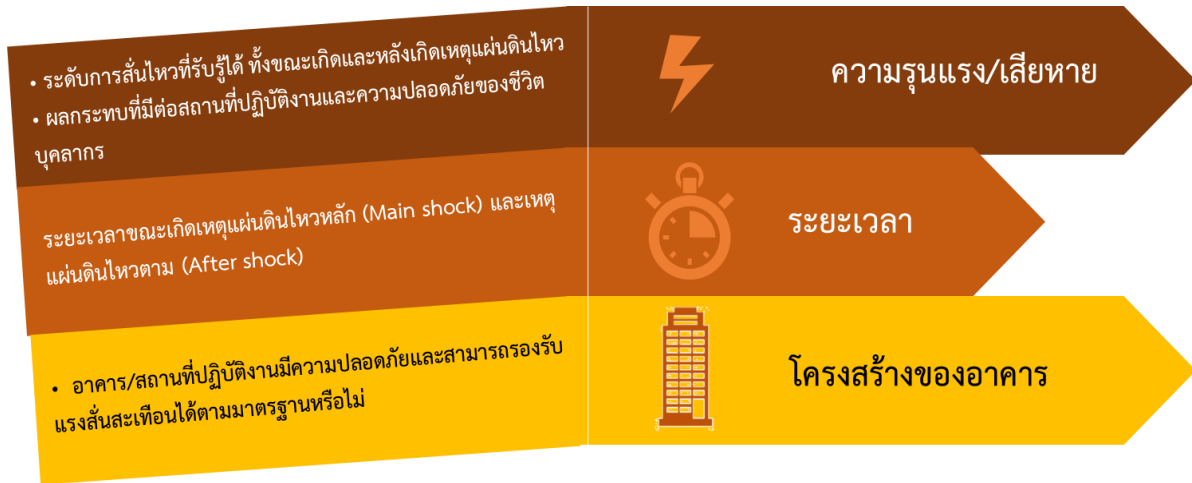 • ระดับการสั่นไหวที่รับรู้ได้ ทั้งขณะเกิดและหลังเกิดเหตุแผ่นดินไหว
• ผลกระทบที่มีต่อสถานที่ปฏิบัติงานและความปลอดภัยของชีวิต
บุคลากร
ความรุนแรง/เสียหาย
ระยะเวลาขณะเกิดเหตุแผ่นดินไหวหลัก (Main shock) และเหตุ
แผ่นดินไหวตาม (After shock)
ระยะเวลา
• อาคาร/สถานที่ปฏิบัติงานมีความปลอดภัยและสามารถรองรับ
แรงสั่นสะเทือนได้ตามมาตรฐานหรือไม่
โครงสร้างของอาคาร